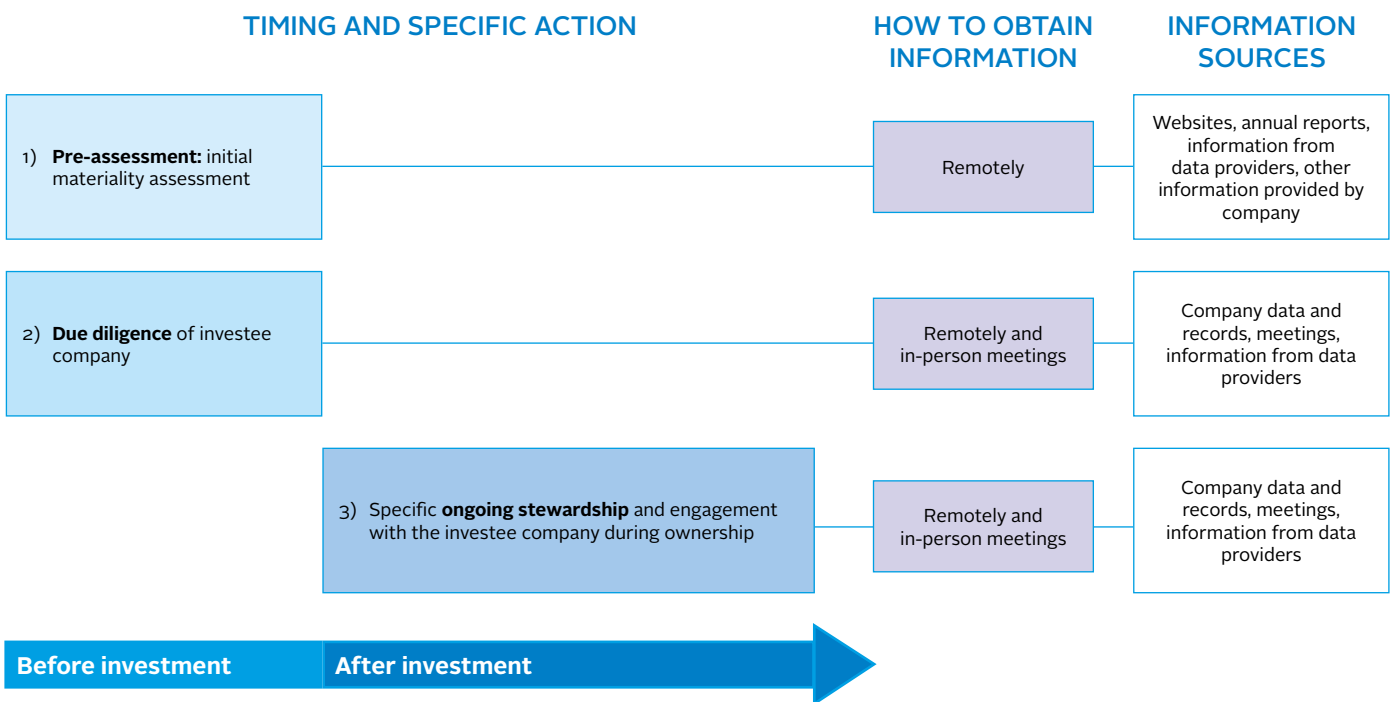 TIMING AND SPECIFIC ACTION
HOW TO OBTAIN
INFORMATION
INFORMATION
SOURCES
1) Pre-assessment: initial
materiality assessment
Remotely
Websites, annual reports,
information from
data providers, other
information provided by
company
2) Due diligence of investee
company
Remotely and
in-person meetings
Company data and
records, meetings,
information from data
providers
3) Specific ongoing stewardship and engagement
with the investee company during ownership
Remotely and
in-person meetings
Company data and
records, meetings,
information from data
providers
Before investment
After investment